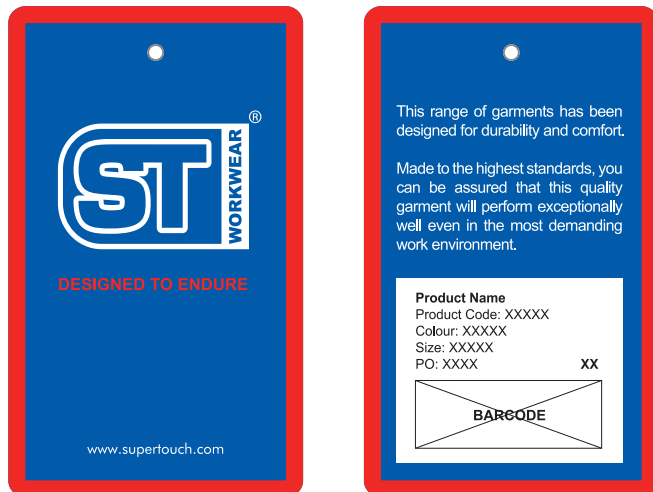 ST
WORKWEAR
®
DESIGNED TO ENDURE
www.supertouch.com
This range of garments has been
designed for durability and comfort.
Made to the highest standards, you
can be assured that this quality
garment will perform exceptionally
well even in the most demanding
work environment.
Product Name
Product Code: XXXXX
Colour: XXXXX
Size: XXXXX
PO: XXXX XX
BARCODE